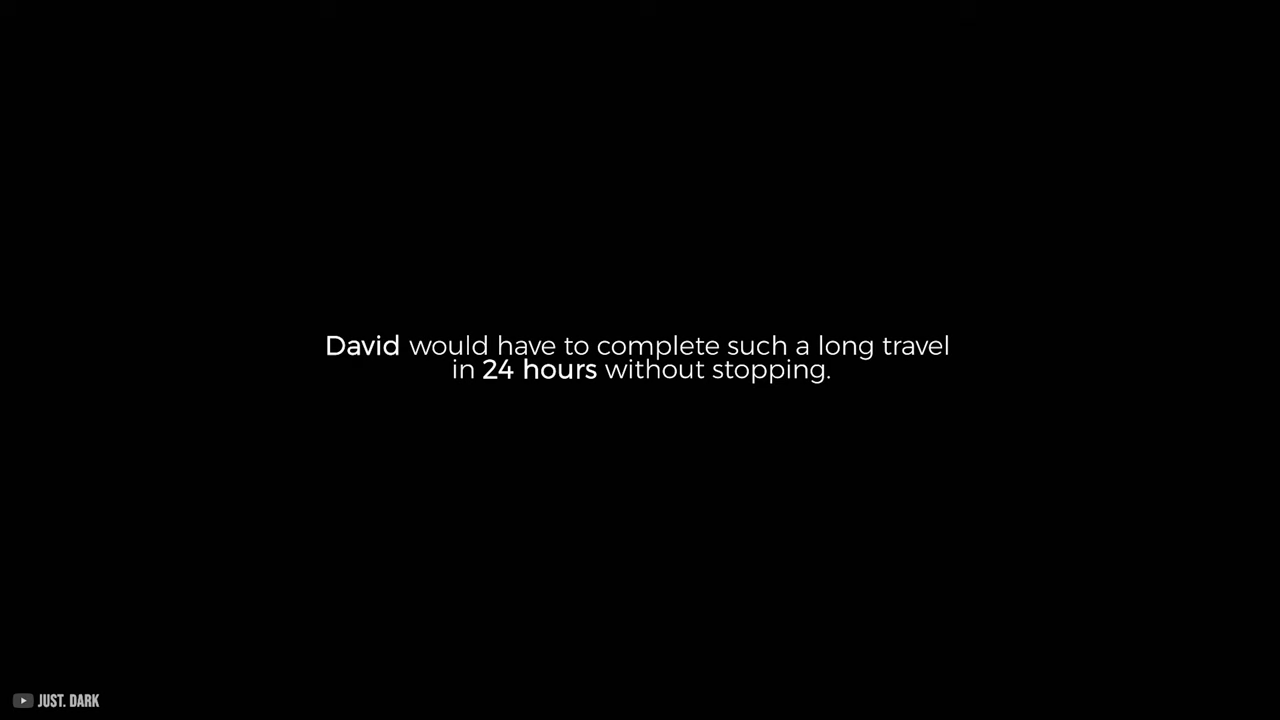 David would have to complete such a long travel
in 24 hours without stopping.
JUST. DARK